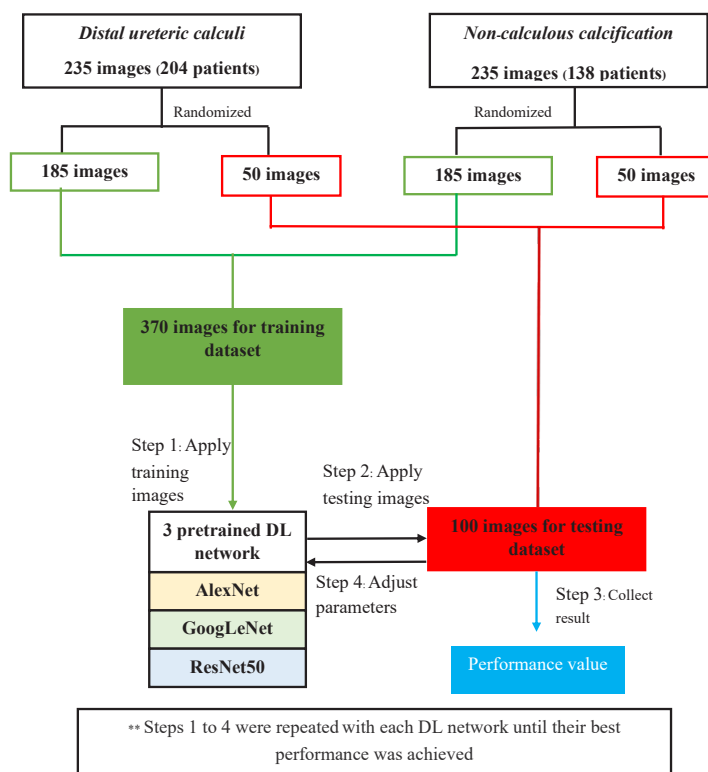 Distal ureteric calculi
235 images (204 patients)
Non-calculous calcification
235 images (138 patients)
Randomized
Randomized
185 images
50 images
185 images
50 images
370 images for training
dataset
Step 1: Apply
training
images
Step 2: Apply
testing images
3 pretrained DL
network
AlexNet
GoogLeNet
ResNet50
100 images for testing
dataset
Step 4: Adjust
parameters
Step 3: Collect
result
Performance value
** Steps 1 to 4 were repeated with each DL network until their best
performance was achieved